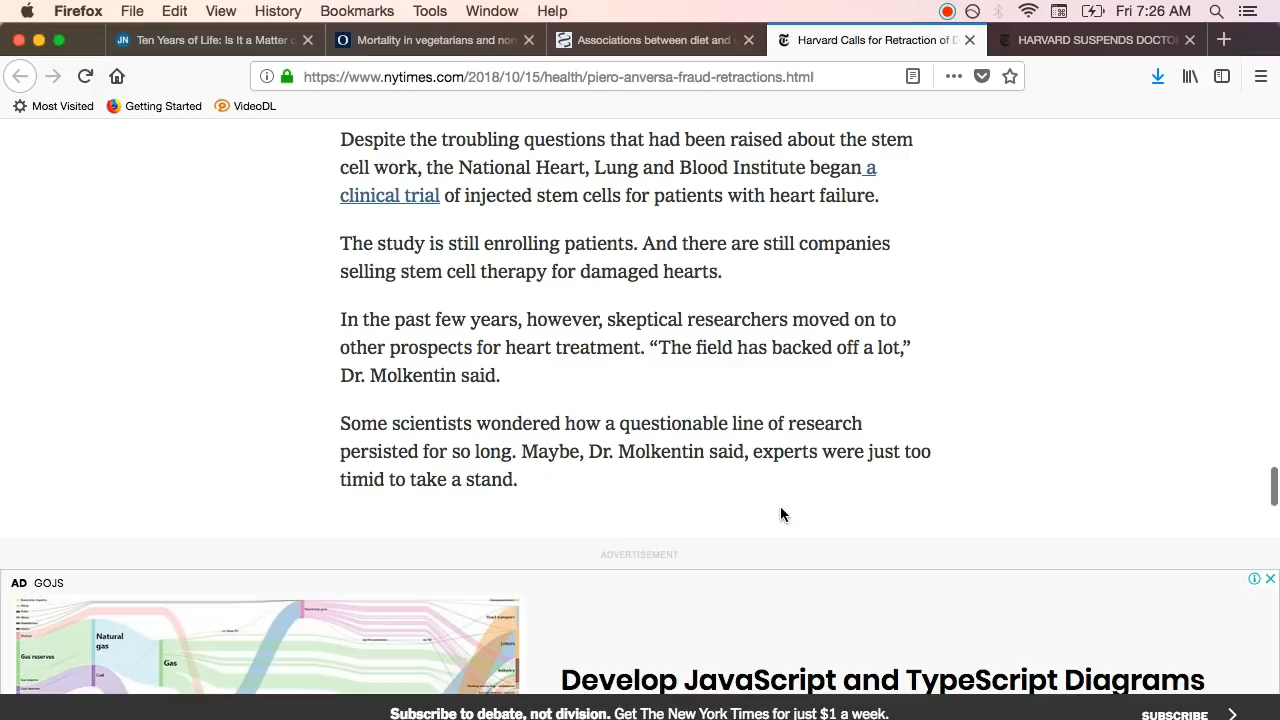 Firefox File Edit View History Bookmarks Tools Window Help Fri 7:26 AM
JN Ten Years of Life: Is It a Matter o
Mortality in vegetarians and non
Associations between diet and
Harvard Calls for Retraction of D
HARVARD SUSPENDS DOCTO
https://www.nytimes.com/2018/10/15/health/piero-anversa-fraud-retractions.html
Most Visited Getting Started VideoDL
Despite the troubling questions that had been raised about the stem
cell work, the National Heart, Lung and Blood Institute began a
clinical trial of injected stem cells for patients with heart failure.
The study is still enrolling patients. And there are still companies
selling stem cell therapy for damaged hearts.
In the past few years, however, skeptical researchers moved on to
other prospects for heart treatment. “The field has backed off a lot,”
Dr. Molkentin said.
Some scientists wondered how a questionable line of research
persisted for so long. Maybe, Dr. Molkentin said, experts were just too
timid to take a stand.
ADVERTISEMENT
AD GOJS
Natural
gas
Gas reserves
Gas
Coal
Develop JavaScript and TypeScript Diagrams
Subscribe to debate, not division. Get The New York Times for just $1 a week.
SUBSCRIBE